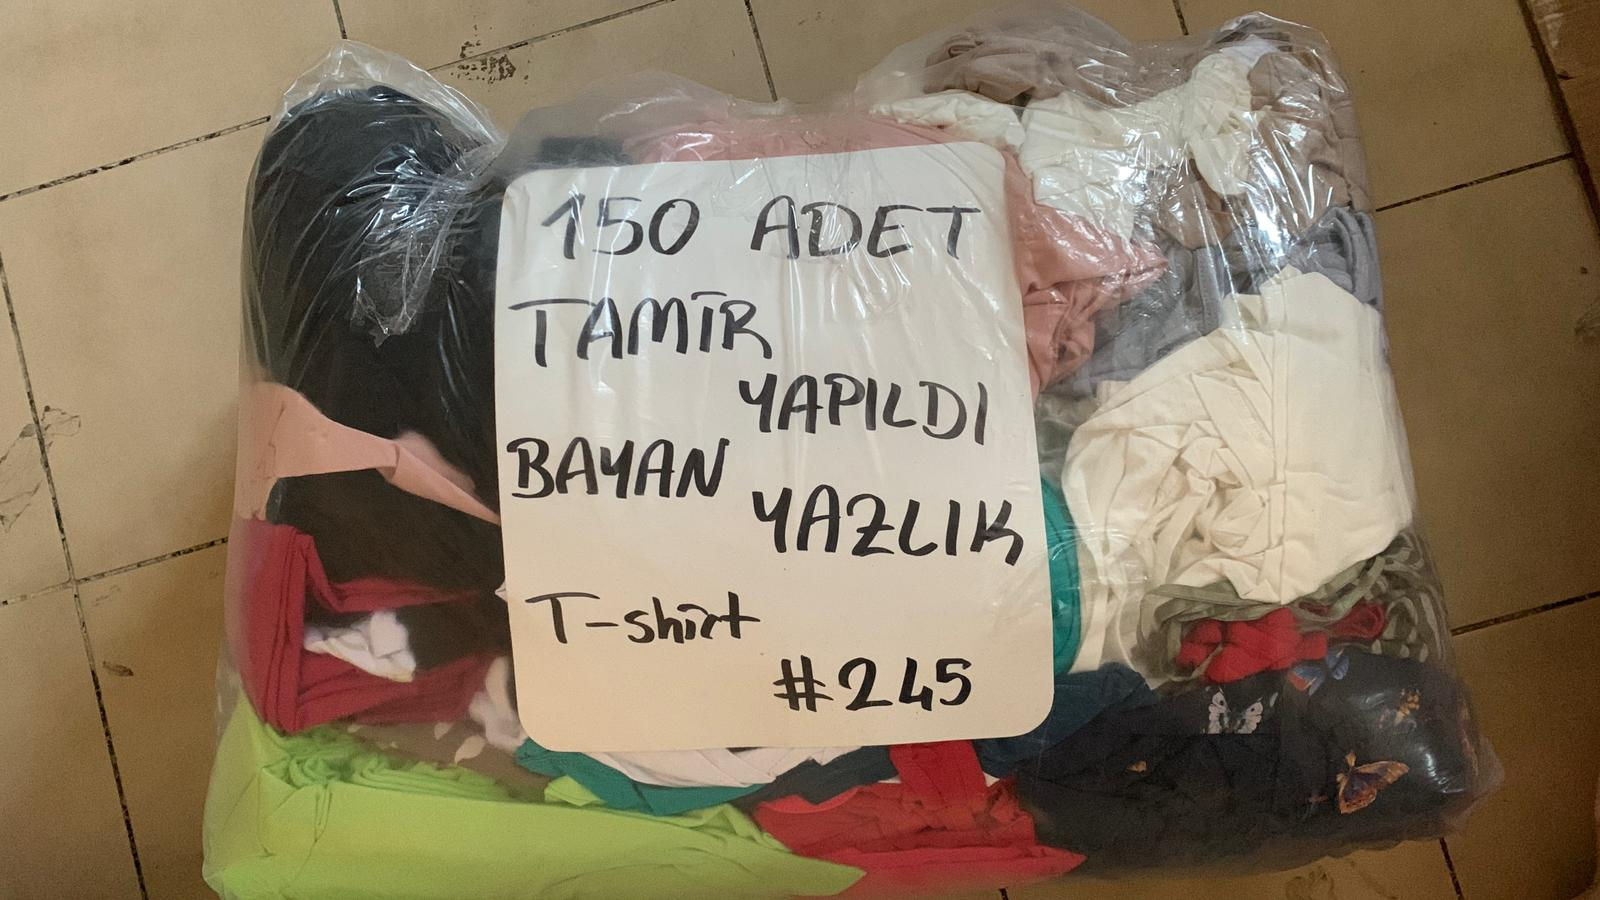 150 ADET
TAMİR
YAPILDI
BAYAN
YAZLIK
T-shirt
#245